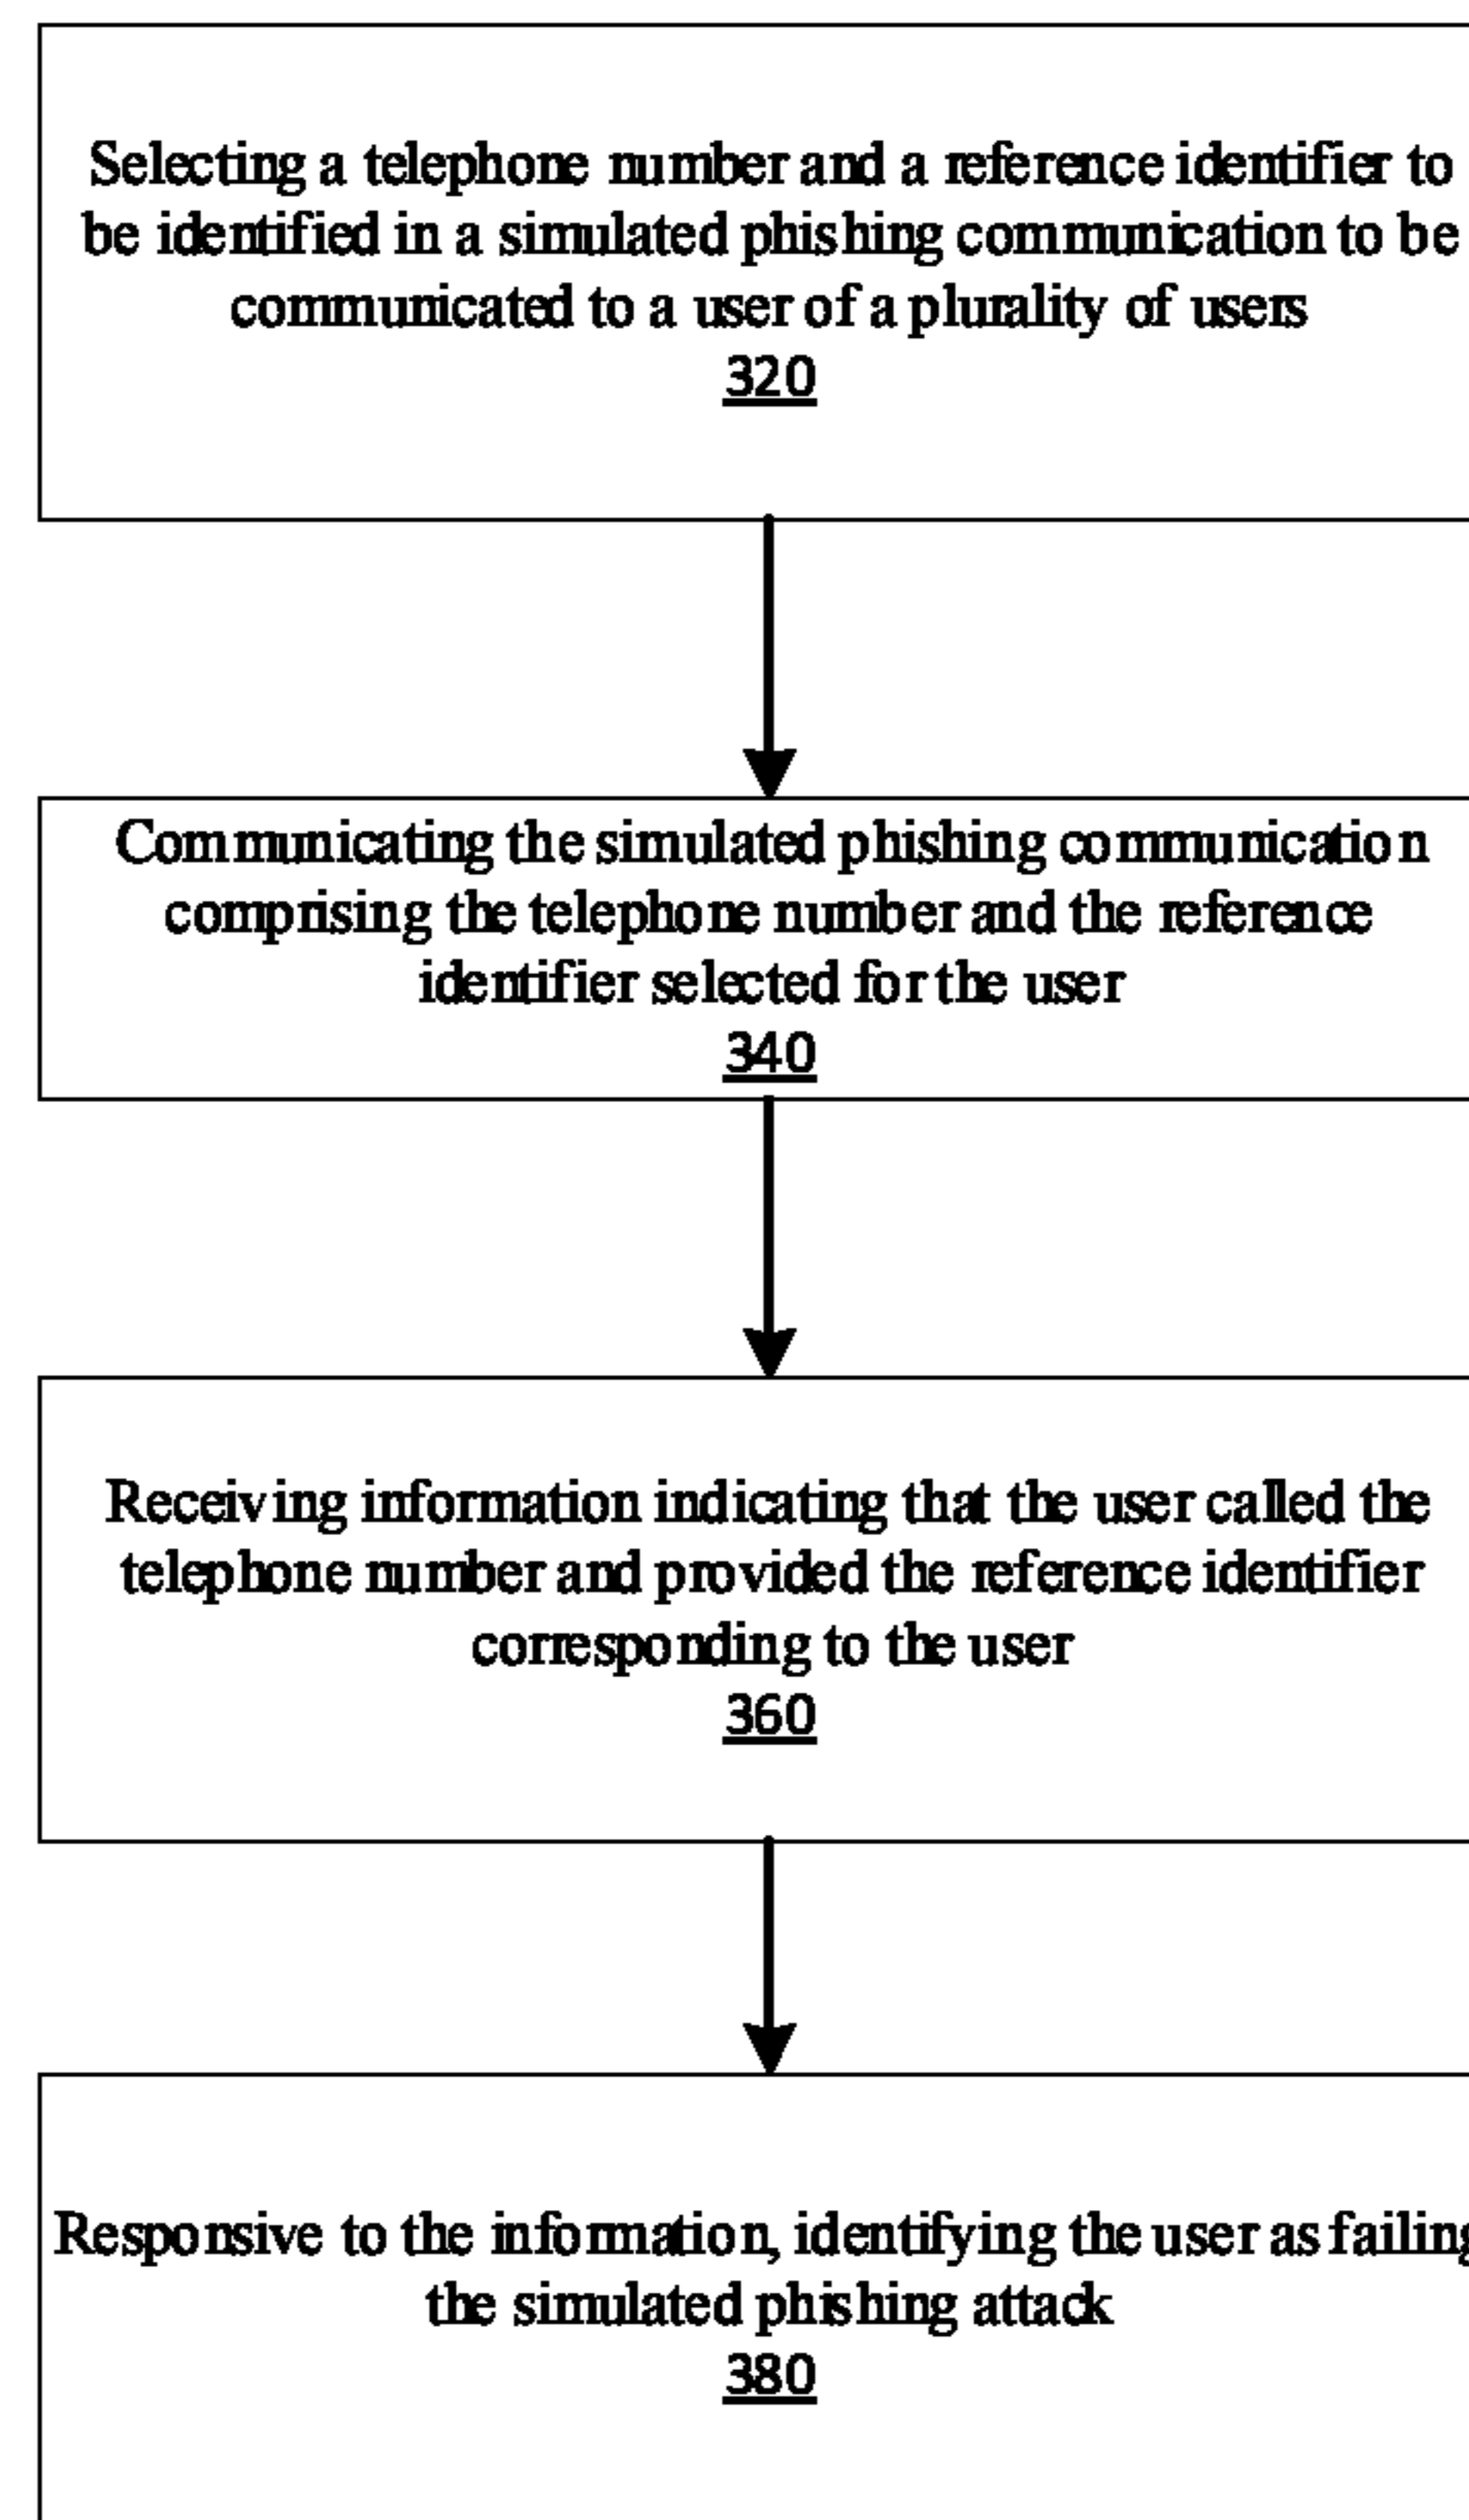 Selecting a telephone number and a reference identifier to
be identified in a simulated phishing communication to be
communicated to a user of a plurality of users
320
Communicating the simulated phishing communication
comprising the telephone number and the reference
identifier selected for the user
340
Receiving information indicating that the user called the
telephone number and provided the reference identifier
corresponding to the user
360
Responsive to the information, identifying the user as failing
the simulated phishing attack
380